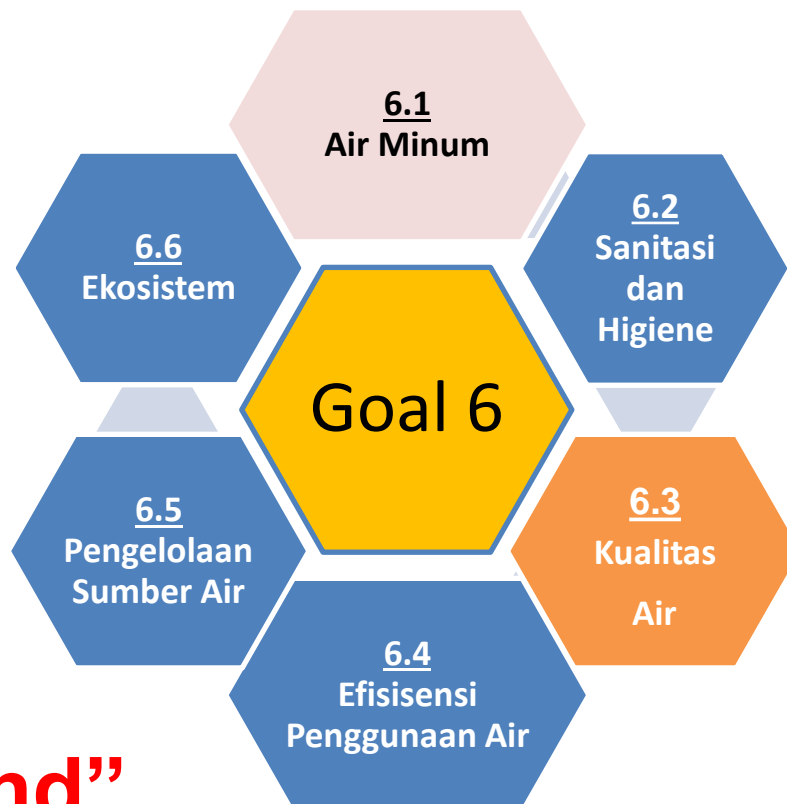 6.1
Air Minum
6.2
Sanitasi
dan
Higiene
6.6
Ekosistem
Goal 6
6.3
Kualitas
Air
6.5
Pengelolaan
Sumber Air
6.4
Efisisensi
Penggunaan Air
nd”